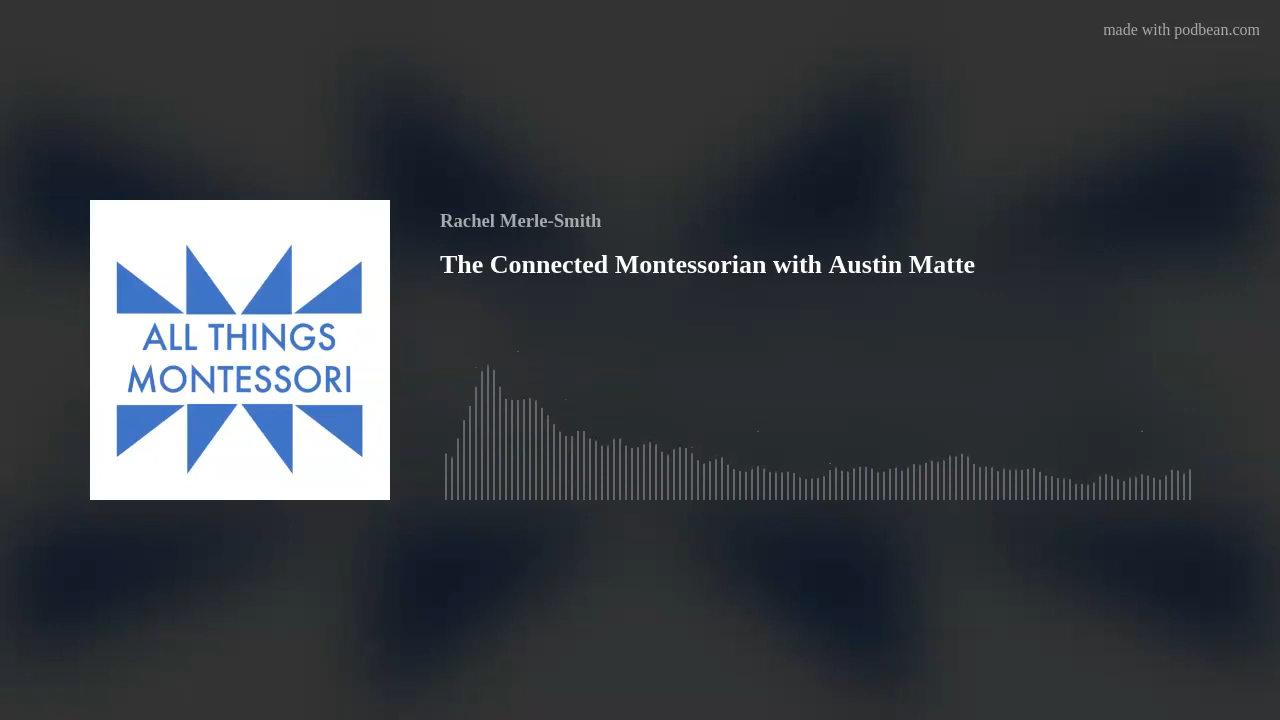 made with podbean.com
Rachel Merle-Smith
The Connected Montessorian with Austin Matte
ALL THINGS
MONTESSORI